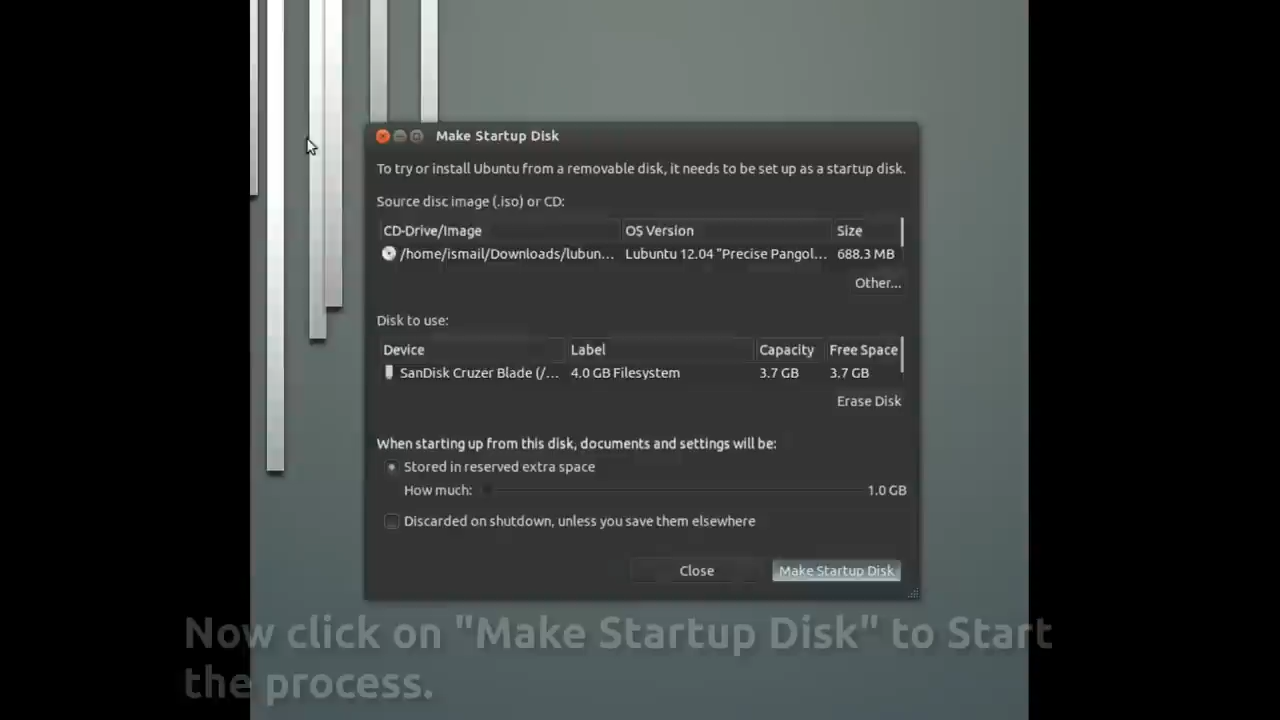 Make Startup Disk
To try or install Ubuntu from a removable disk, it needs to be set up as a startup disk.
Source disc image (.iso) or CD:
CD-Drive/Image OS Version Size
/home/ismail/Downloads/lubun... Lubuntu 12.04 "Precise Pangol... 688.3 MB
Other...
Disk to use:
Device Label Capacity Free Space
SanDisk Cruzer Blade (/... 4.0 GB Filesystem 3.7 GB 3.7 GB
Erase Disk
When starting up from this disk, documents and settings will be:
Stored in reserved extra space
How much: 1.0 GB
Discarded on shutdown, unless you save them elsewhere
Close Make Startup Disk
Now click on "Make Startup Disk" to Start
the process.